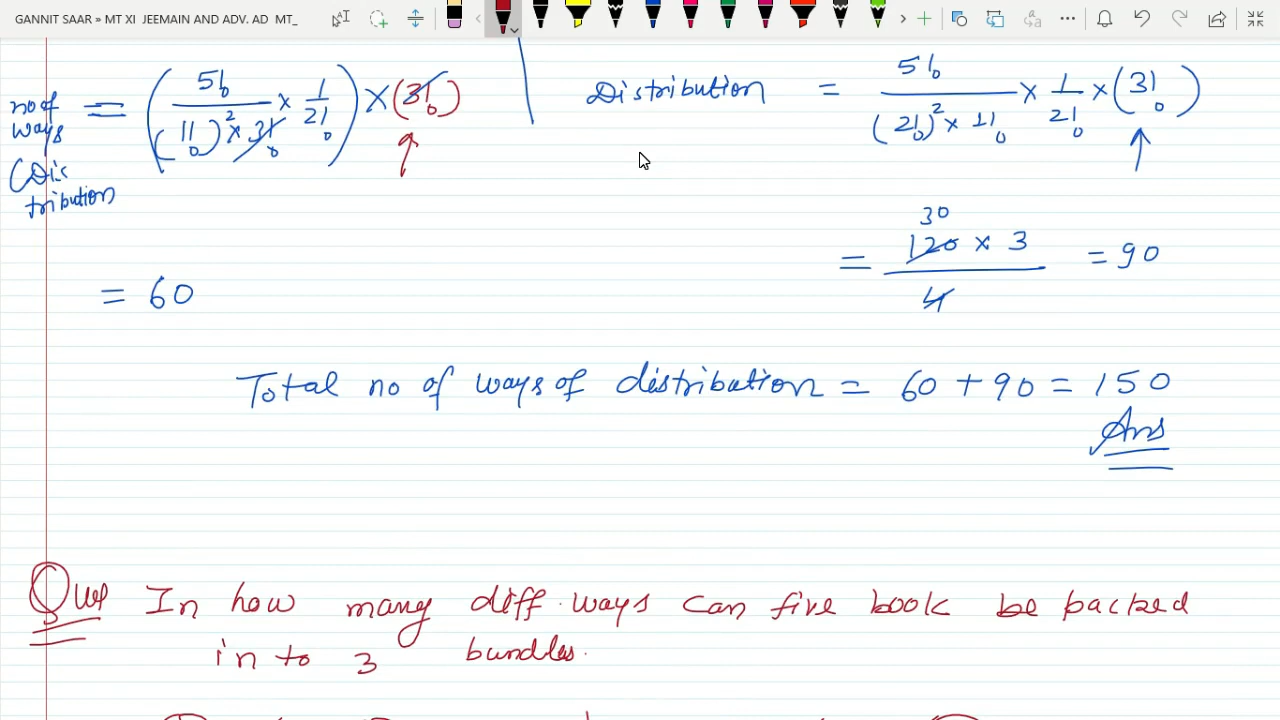 GANNIT SAAR » MT XI JEEMAIN AND ADV. AD MT_
no of ways (Dis tribution = (5! / ((1!)² × 3!) × 1/2!) × (3!)
= 60
Distribution = 5! / ((2!)² × 1!) × 1/2! × (3!)
= 30 120 × 3 / 4 = 90
Total no of ways of distribution = 60 + 90 = 150
Ans
Que In how many diff. ways can five book be packed
in to 3 bundles.